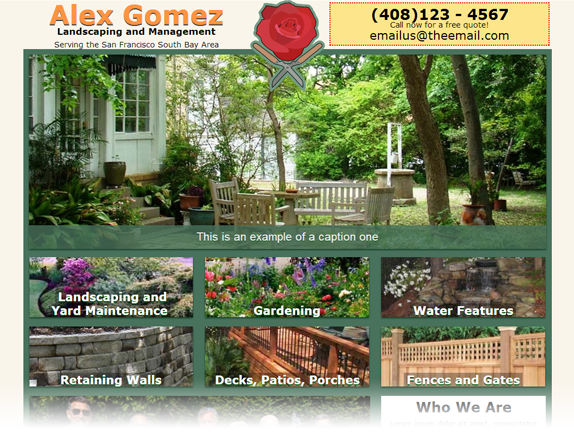 Alex Gomez
Landscaping and Management
Serving the San Francisco South Bay Area
(408)123 - 4567
Call now for a free quote!
emailus@theemail.com
This is an example of a caption one
Landscaping and
Yard Maintenance
Gardening
Water Features
Retaining Walls
Decks, Patios, Porches
Fences and Gates
Who We Are